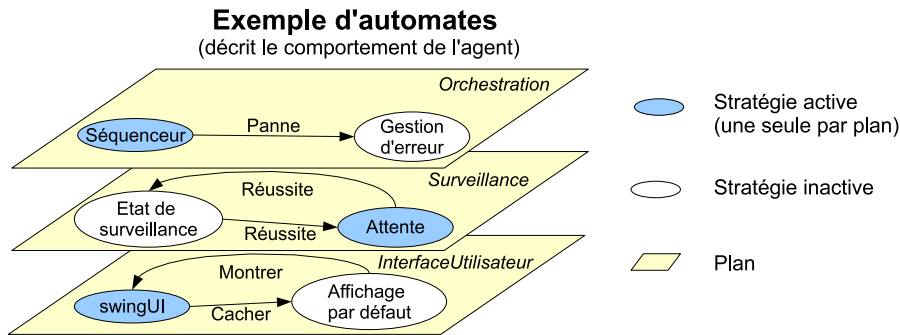 Exemple d'automates
(décrit le comportement de l'agent)
Orchestration
Séquenceur
Panne
Gestion
d'erreur
Surveillance
Réussite
Etat de
surveillance
Réussite
Attente
InterfaceUtilisateur
Montrer
swingUI
Cacher
Affichage
par défaut
Stratégie active
(une seule par plan)
Stratégie inactive
Plan